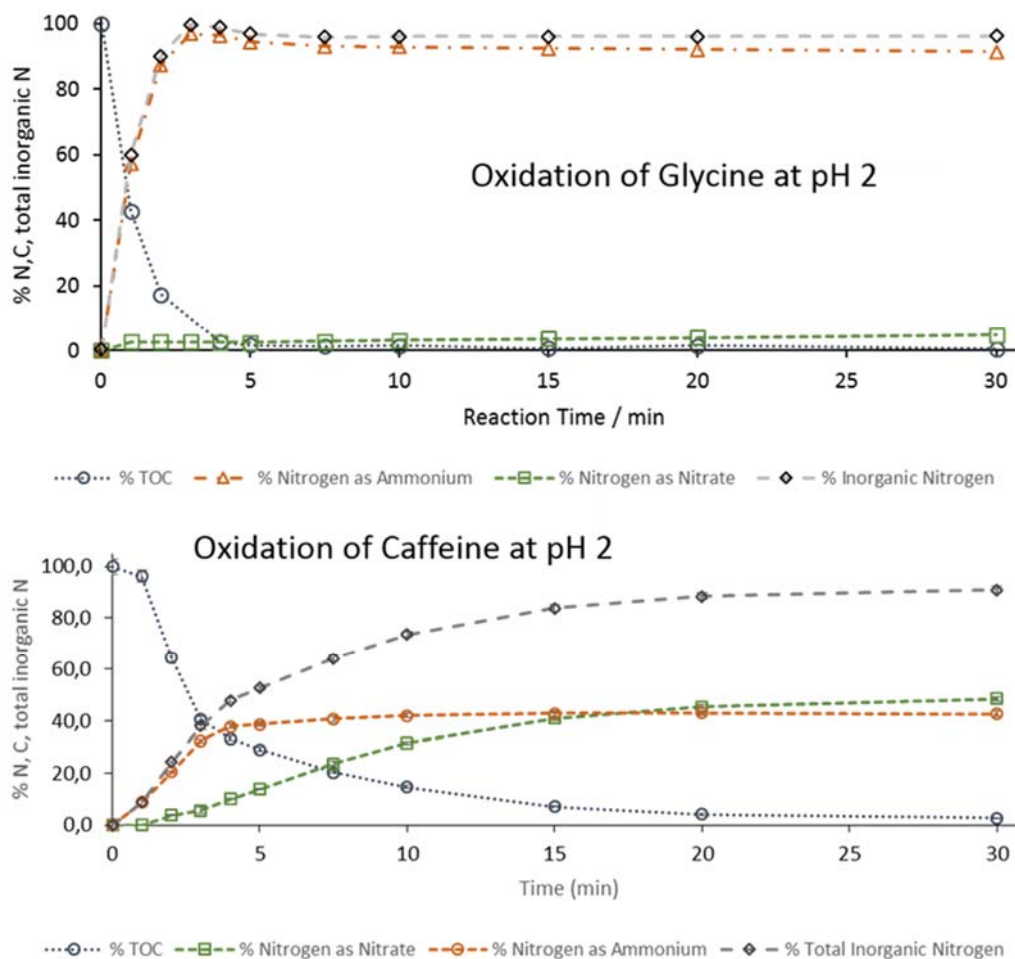 100
80
60
40
20
0
% N,C, total inorganic N
Oxidation of Glycine at pH 2
0 5 10 15 20 25 30
Reaction Time / min
% TOC % Nitrogen as Ammonium % Nitrogen as Nitrate % Inorganic Nitrogen
Oxidation of Caffeine at pH 2
100,0
80,0
60,0
40,0
20,0
0,0
% N, C, total inorganic N
0 5 10 15 20 25 30
Time (min)
% TOC % Nitrogen as Nitrate % Nitrogen as Ammonium % Total Inorganic Nitrogen